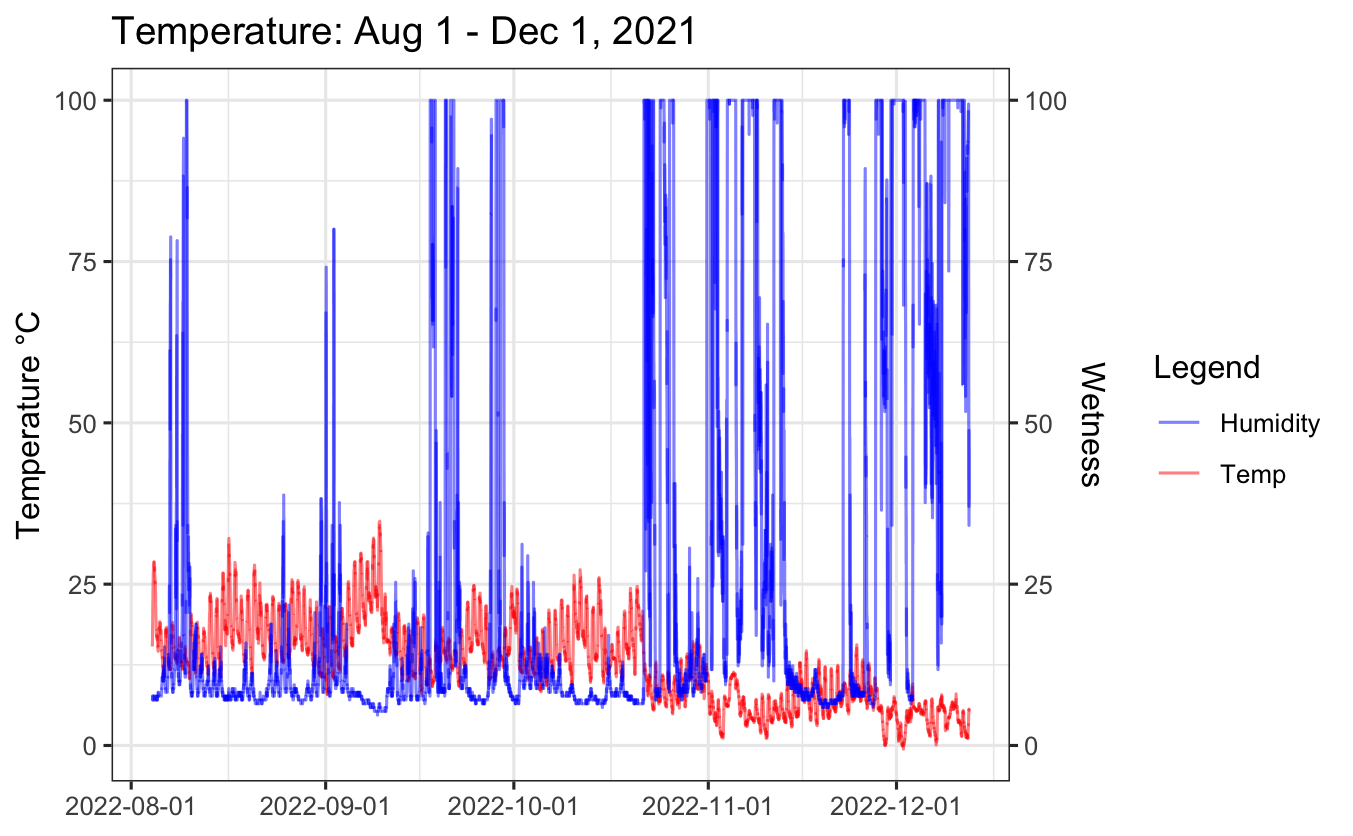 Temperature: Aug 1 - Dec 1, 2021
100
75
50
25
0
Temperature °C
100
75
50
25
0
Wetness
2022-08-01
2022-09-01
2022-10-01
2022-11-01
2022-12-01
Legend
Humidity
Temp